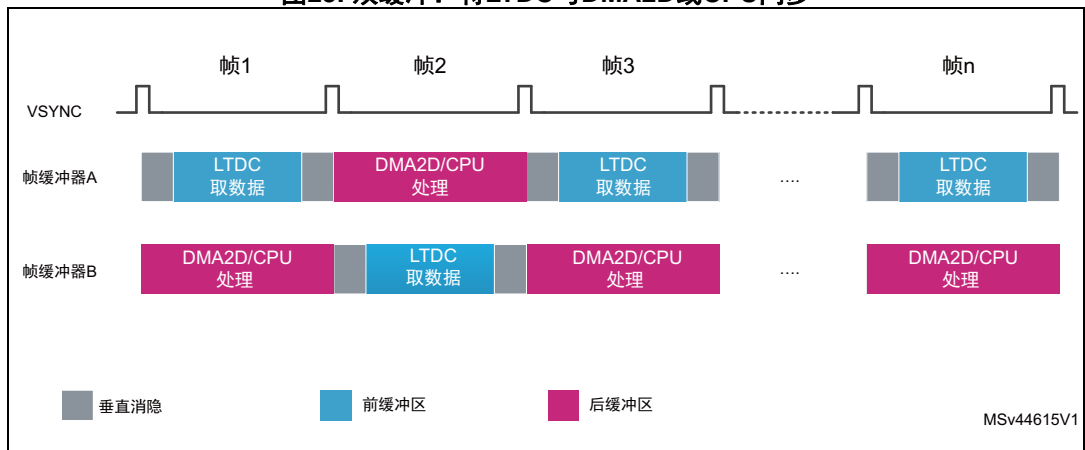 帧1 帧2 帧3 帧n
VSYNC
帧缓冲器A
LTDC
取数据
DMA2D/CPU
处理
LTDC
取数据
....
LTDC
取数据
帧缓冲器B
DMA2D/CPU
处理
LTDC
取数据
DMA2D/CPU
处理
....
DMA2D/CPU
处理
垂直消隐 前缓冲区 后缓冲区
MSv44615V1